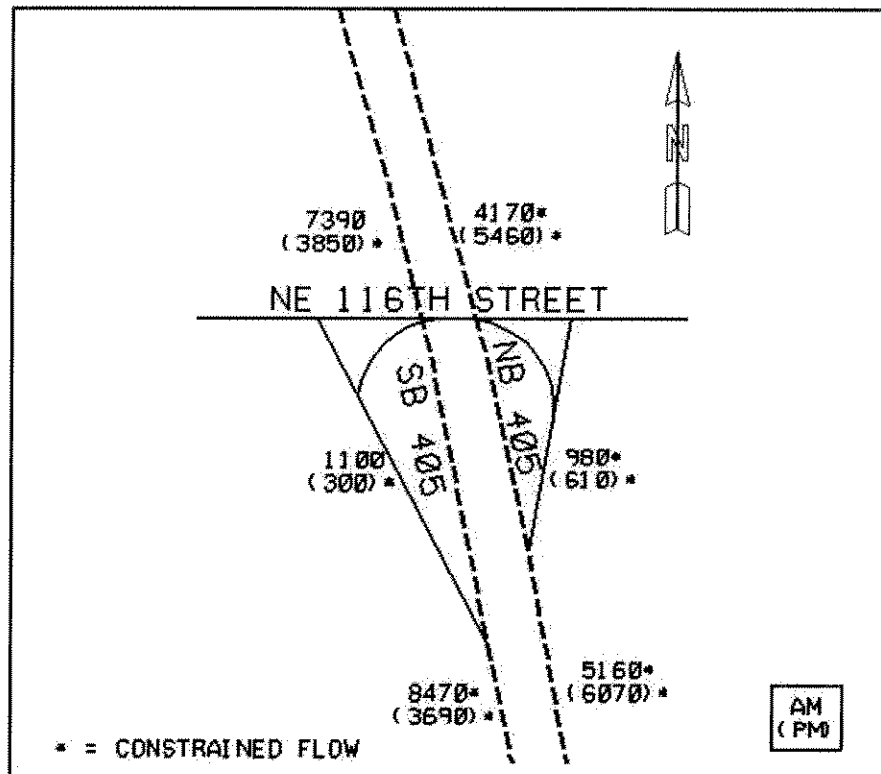 N
7390
(3850)*
4170*
(5460)*
NE 116TH STREET
SB 405
NB 405
1100
(300)*
980*
(610)*
8470*
(3690)*
5160*
(6070)*
AM
(PM)
* = CONSTRAINED FLOW